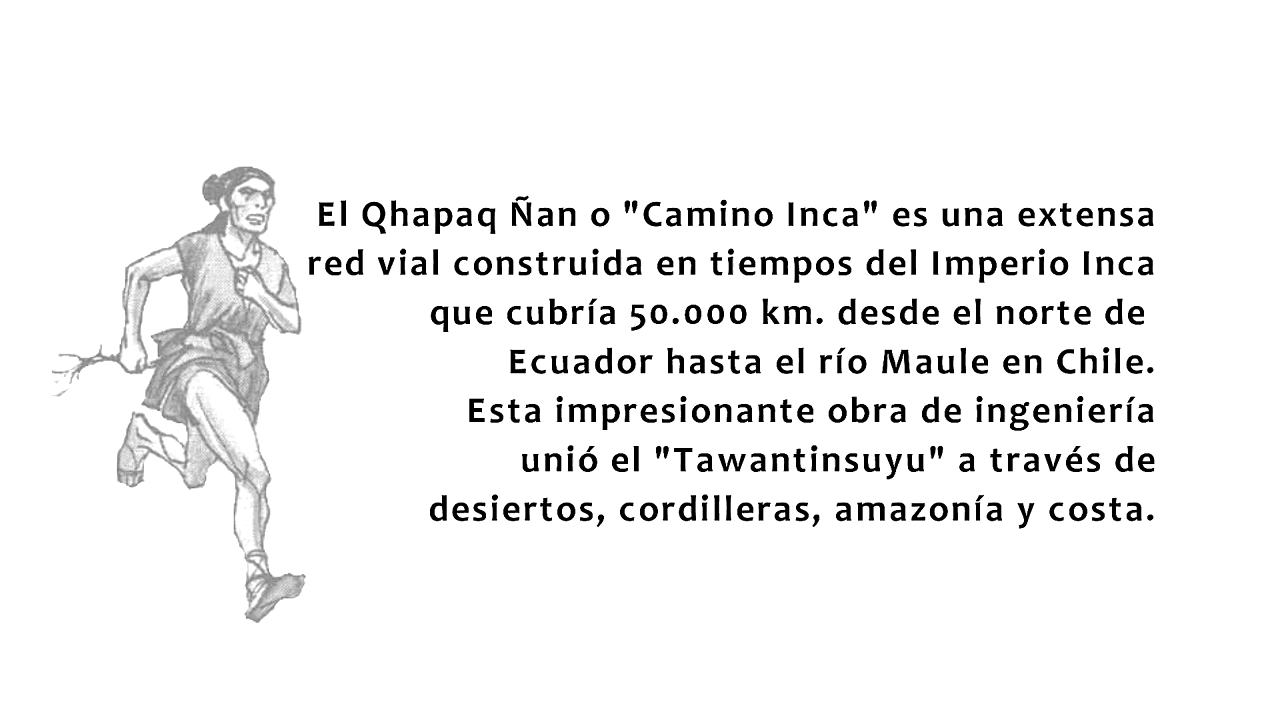 El Qhapaq Ñan o "Camino Inca" es una extensa
red vial construida en tiempos del Imperio Inca
que cubría 50.000 km. desde el norte de
Ecuador hasta el río Maule en Chile.
Esta impresionante obra de ingeniería
unió el "Tawantinsuyu" a través de
desiertos, cordilleras, amazonía y costa.